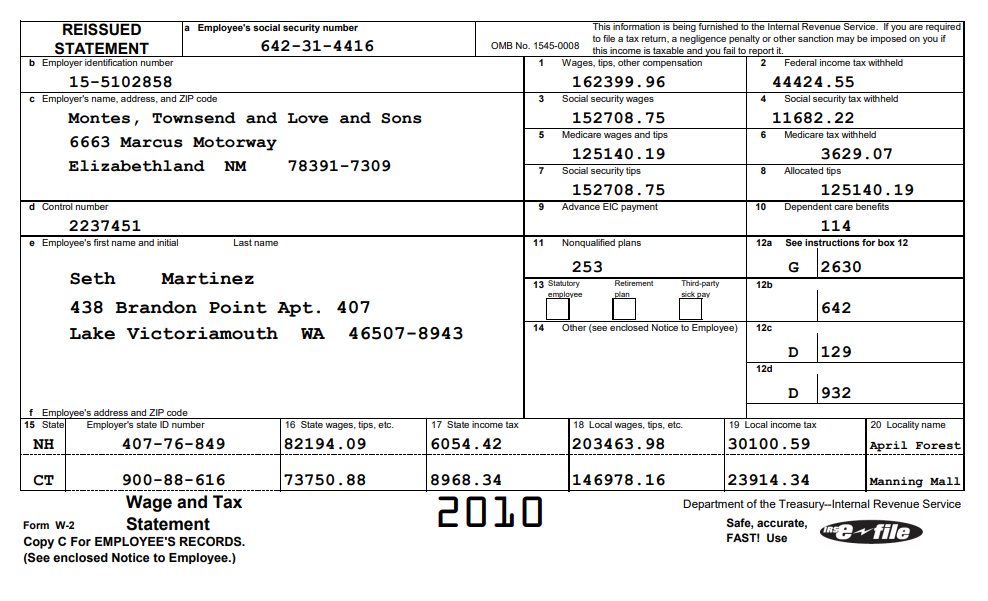 REISSUED STATEMENT
a Employee's social security number
642-31-4416
OMB No. 1545-0008
This information is being furnished to the Internal Revenue Service. If you are required
to file a tax return, a negligence penalty or other sanction may be imposed on you if
this income is taxable and you fail to report it.
b Employer identification number
15-5102858
1 Wages, tips, other compensation
162399.96
2 Federal income tax withheld
44424.55
c Employer's name, address, and ZIP code
Montes, Townsend and Love and Sons
6663 Marcus Motorway
Elizabethland NM 78391-7309
3 Social security wages
152708.75
4 Social security tax withheld
11682.22
5 Medicare wages and tips
125140.19
6 Medicare tax withheld
3629.07
7 Social security tips
152708.75
8 Allocated tips
125140.19
d Control number
2237451
9 Advance EIC payment
10 Dependent care benefits
114
e Employee's first name and initial Last name
Seth Martinez
438 Brandon Point Apt. 407
Lake Victoriamouth WA 46507-8943
11 Nonqualified plans
253
12a See instructions for box 12
G 2630
13 Statutory employee
Retirement plan
Third-party sick pay
12b
642
14 Other (see enclosed Notice to Employee)
12c
D 129
12d
D 932
f Employee's address and ZIP code
15 State Employer's state ID number 16 State wages, tips, etc. 17 State income tax 18 Local wages, tips, etc. 19 Local income tax 20 Locality name
NH 407-76-849 82194.09 6054.42 203463.98 30100.59 April Forest
CT 900-88-616 73750.88 8968.34 146978.16 23914.34 Manning Mall
Form W-2 Wage and Tax Statement
2010
Department of the Treasury--Internal Revenue Service
Copy C For EMPLOYEE'S RECORDS.
(See enclosed Notice to Employee.)
Safe, accurate,
FAST! Use
IRS e file